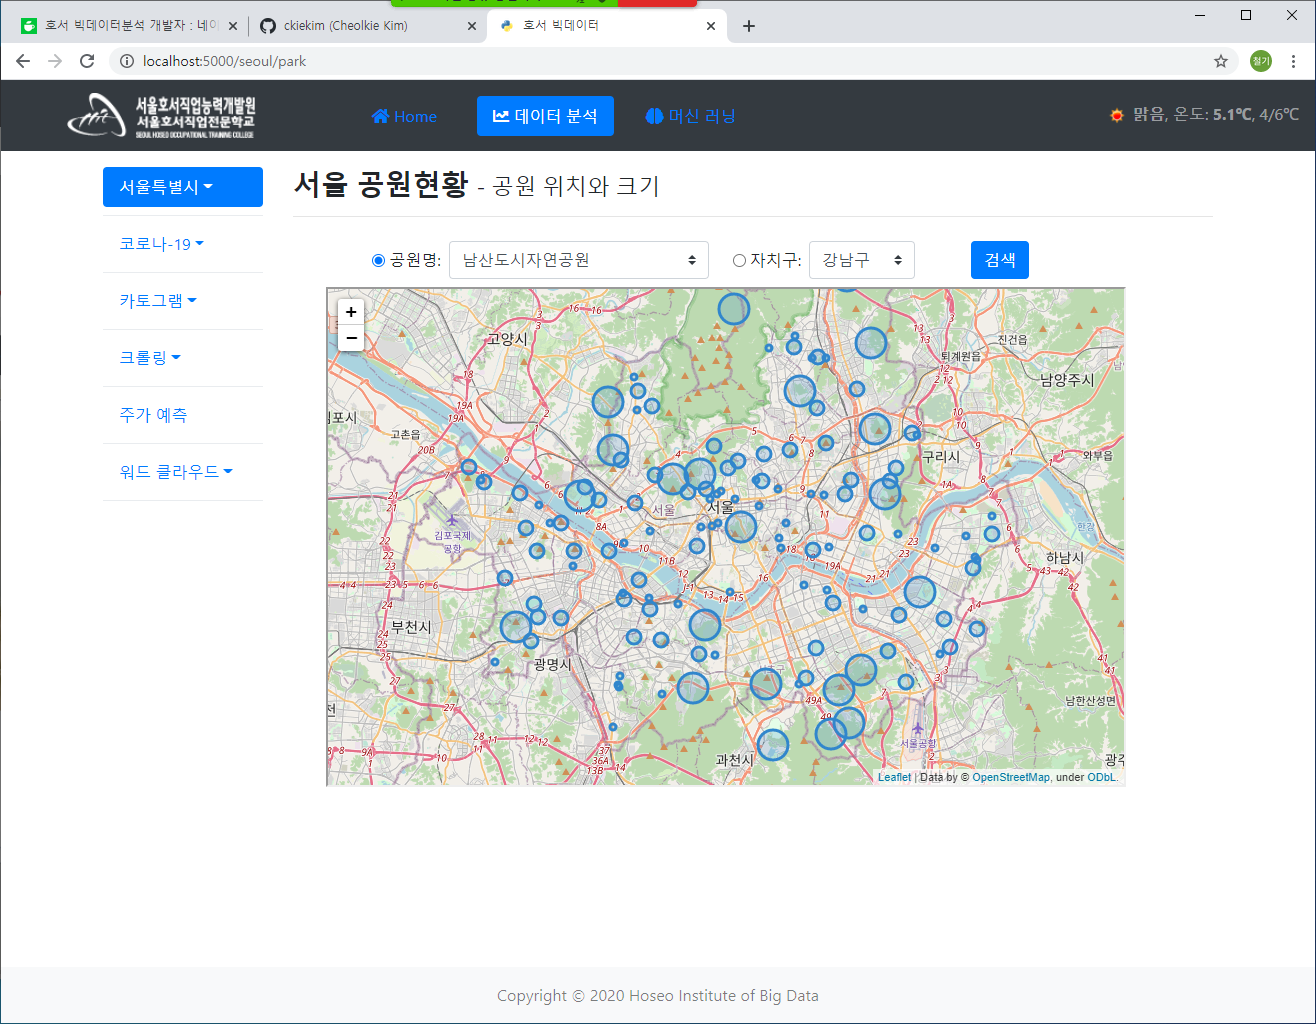 호서 빅데이터분석 개발자 : 네이
ckiekim (Cheolkie Kim)
호서 빅데이터
localhost:5000/seoul/park
철기
서울호서직업능력개발원
서울호서직업전문학교
SEOUL HOSEO OCCUPATIONAL TRAINING COLLEGE
Home
데이터 분석
머신 러닝
맑음, 온도: 5.1℃, 4/6℃
서울특별시
코로나-19
카토그램
크롤링
주가 예측
워드 클라우드
서울 공원현황 - 공원 위치와 크기
공원명:
남산도시자연공원
자치구:
강남구
검색
+
−
고양시
진건읍
퇴계원읍
남양주시
고촌읍
구리시
와부읍
서울
서울
김포국제
공항
한강
하남시
부천시
광명시
남한산성면
서울공항
과천시
Leaflet | Data by © OpenStreetMap, under ODbL.
Copyright © 2020 Hoseo Institute of Big Data